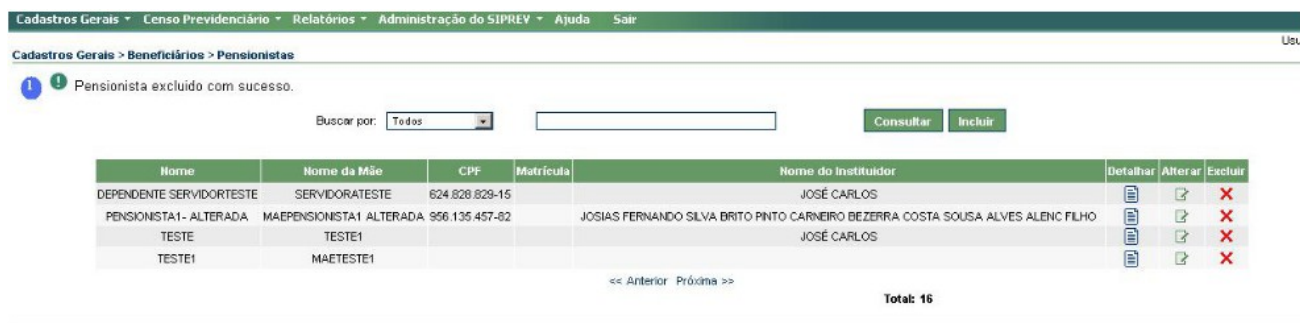 Cadastros Gerais Censo Previdenciário Relatórios Administração do SIPREV Ajuda Sair
Usu
Cadastros Gerais > Beneficiários > Pensionistas
1 ! Pensionista excluido com sucesso.
Buscar por: Todos Consultar Incluir
Nome Nome da Mãe CPF Matrícula Nome do Instituidor Detalhar Alterar Excluir
DEPENDENTE SERVIDORTESTE SERVIDORATESTE 624.828.829-15 JOSÉ CARLOS
PENSIONISTA1- ALTERADA MAEPENSIONISTA1 ALTERADA 956.135.457-82 JOSIAS FERNANDO SILVA BRITO PINTO CARNEIRO BEZERRA COSTA SOUSA ALVES ALENC FILHO
TESTE TESTE1 JOSÉ CARLOS
TESTE1 MAETESTE1
<< Anterior Próxima >>
Total: 16